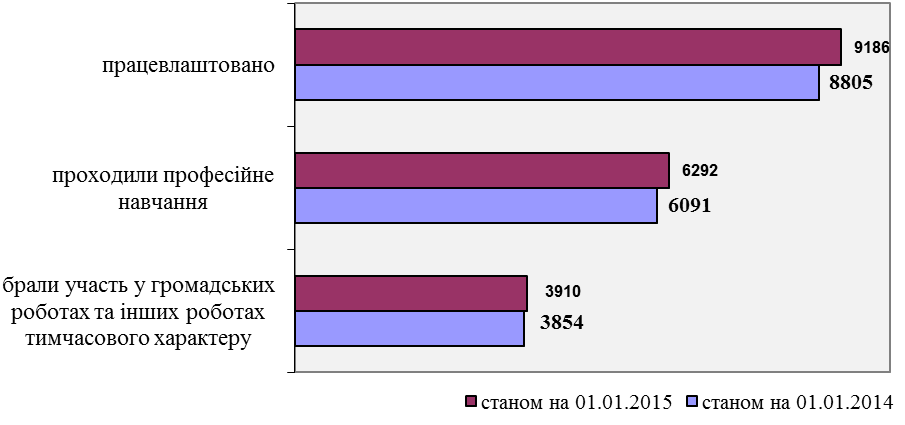 працевлаштовано
9186
8805
проходили професійне
навчання
6292
6091
брали участь у громадських
роботах та інших роботах
тимчасового характеру
3910
3854
станом на 01.01.2015 станом на 01.01.2014